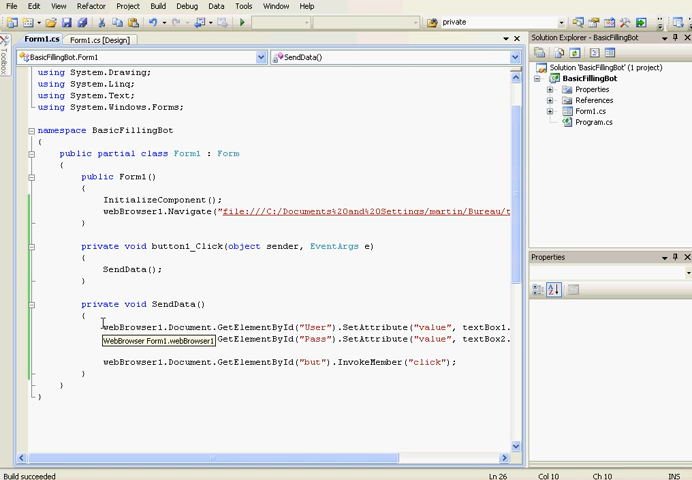 File Edit View Refactor Project Build Debug Data Tools Window Help
private
Form1.cs Form1.cs [Design]
Solution Explorer - BasicFillingBot
BasicFillingBot.Form1 SendData()
Toolbox
Solution 'BasicFillingBot' (1 project)
BasicFillingBot
Properties
References
Form1.cs
Program.cs
using System.Drawing;
using System.Linq;
using System.Text;
using System.Windows.Forms;
namespace BasicFillingBot
{
public partial class Form1 : Form
{
public Form1()
{
InitializeComponent();
webBrowser1.Navigate("file:///C:/Documents%20and%20Settings/martin/Bureau/t
}
private void button1_Click(object sender, EventArgs e)
{
SendData();
}
private void SendData()
{
webBrowser1.Document.GetElementById("User").SetAttribute("value", textBox1.
GetElementById("Pass").SetAttribute("value", textBox2.
WebBrowser Form1.webBrowser1
webBrowser1.Document.GetElementById("but").InvokeMember("click");
}
}
}
Properties
Build succeeded Ln 26 Col 10 Ch 10 INS